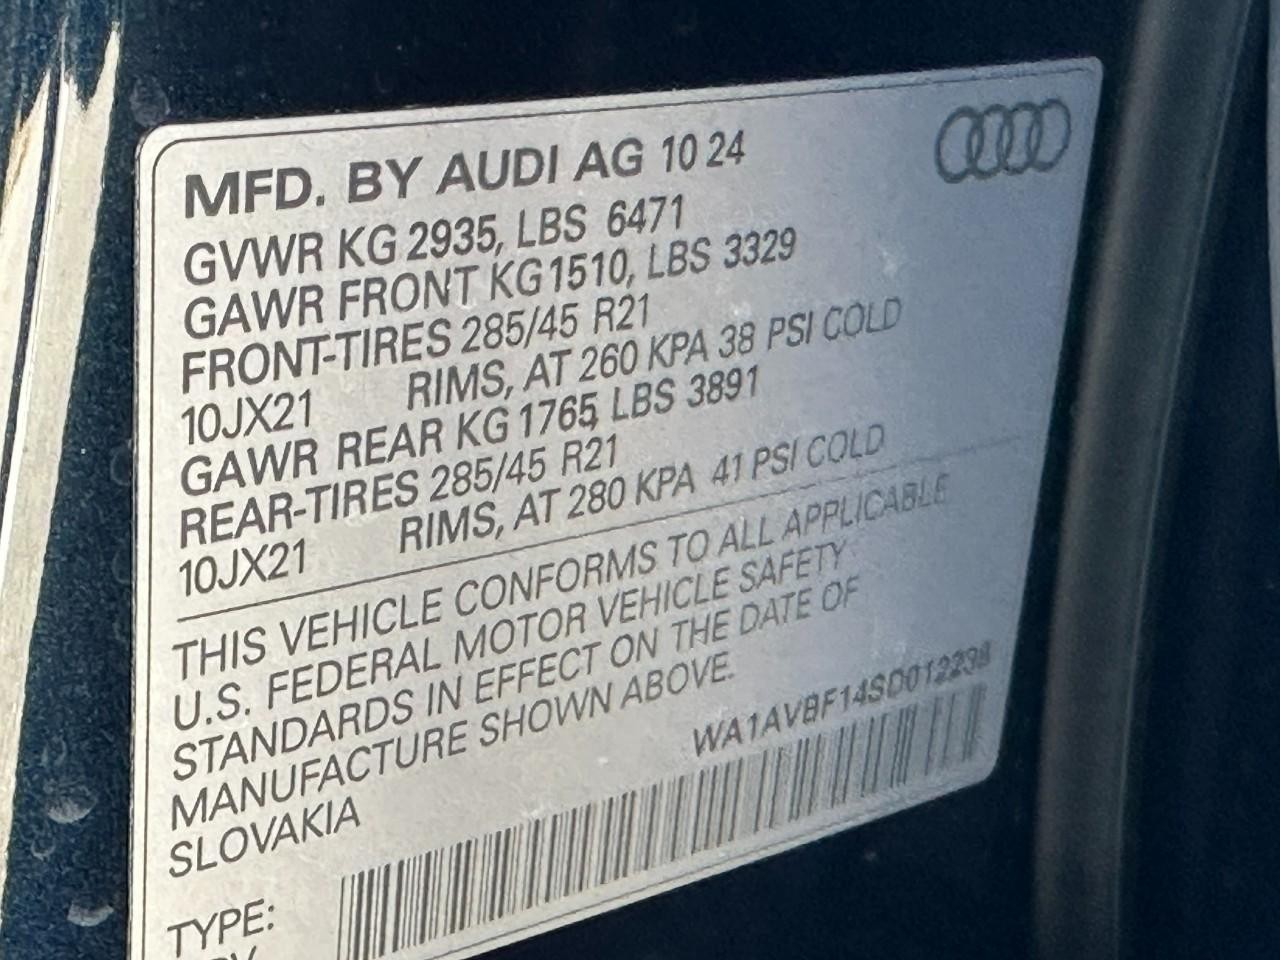 MFD. BY AUDI AG 10 24
GVWR KG 2935, LBS 6471
GAWR FRONT KG 1510, LBS 3329
FRONT-TIRES 285/45 R21
10JX21 RIMS, AT 260 KPA 38 PSI COLD
GAWR REAR KG 1765, LBS 3891
REAR-TIRES 285/45 R21
10JX21 RIMS, AT 280 KPA 41 PSI COLD
THIS VEHICLE CONFORMS TO ALL APPLICABLE
U.S. FEDERAL MOTOR VEHICLE SAFETY
STANDARDS IN EFFECT ON THE DATE OF
MANUFACTURE SHOWN ABOVE.
SLOVAKIA
TYPE: